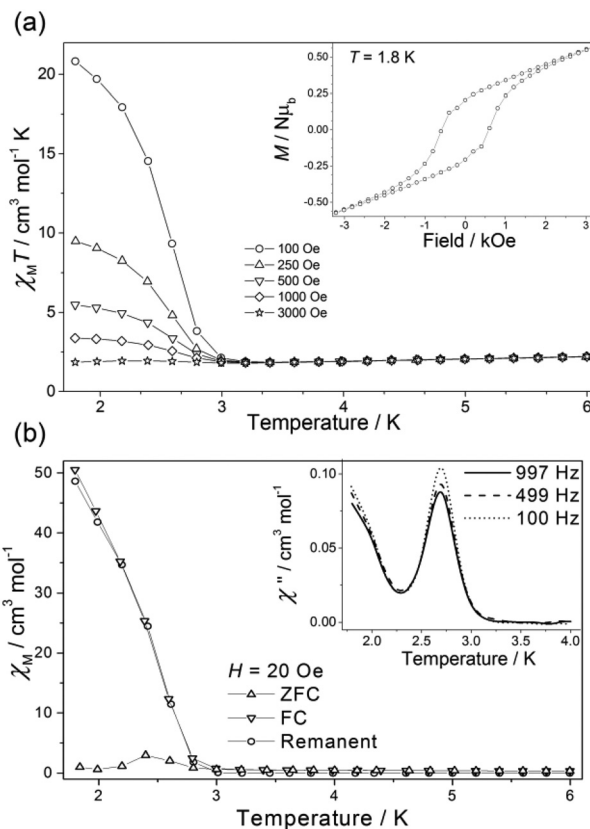 (a)
20
15
10
5
0
χMT / cm³ mol⁻¹ K
2
3
4
5
6
Temperature / K
100 Oe
250 Oe
500 Oe
1000 Oe
3000 Oe
T = 1.8 K
0.50
0.25
0.00
-0.25
-0.50
M / Nμb
-3
-2
-1
0
1
2
3
Field / kOe
(b)
50
40
30
20
10
0
χM / cm³ mol⁻¹
2
3
4
5
6
Temperature / K
H = 20 Oe
ZFC
FC
Remanent
0.10
0.05
0.00
χ'' / cm³ mol⁻¹
997 Hz
499 Hz
100 Hz
2.0
2.5
3.0
3.5
4.0
Temperature / K